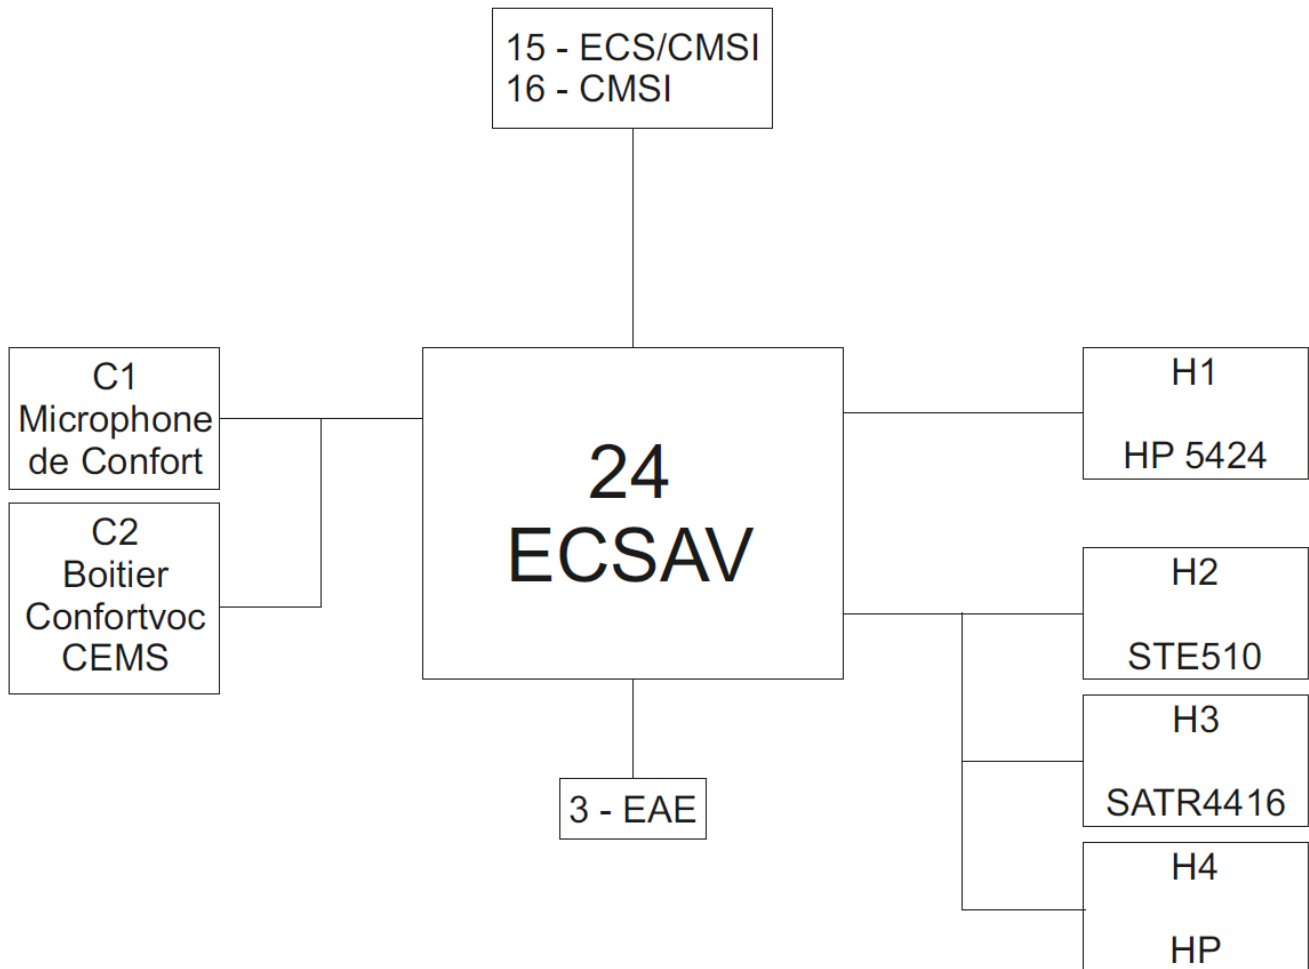 15 - ECS/CMSI
16 - CMSI
C1
Microphone
de Confort
C2
Boitier
Confortvoc
CEMS
24
ECSAV
3 - EAE
H1
HP 5424
H2
STE510
H3
SATR4416
H4
HP